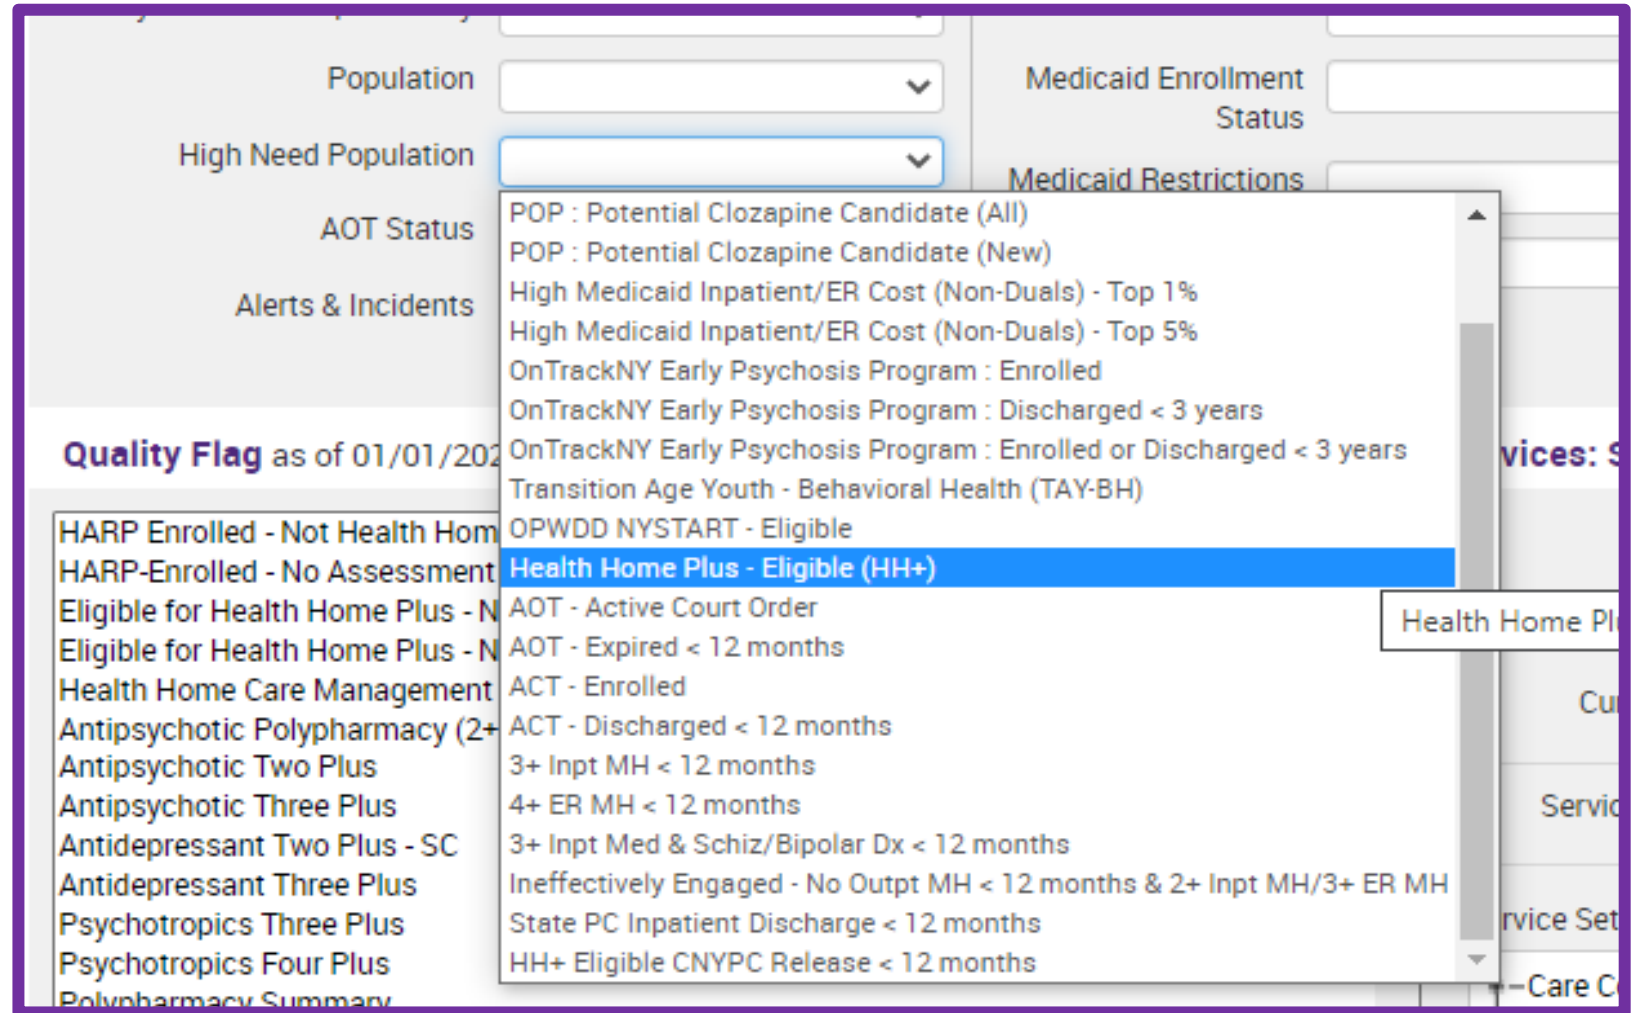 Population
High Need Population
AOT Status
Alerts & Incidents
Medicaid Enrollment
Status
Medicaid Restrictions
POP : Potential Clozapine Candidate (All)
POP : Potential Clozapine Candidate (New)
High Medicaid Inpatient/ER Cost (Non-Duals) - Top 1%
High Medicaid Inpatient/ER Cost (Non-Duals) - Top 5%
OnTrackNY Early Psychosis Program : Enrolled
OnTrackNY Early Psychosis Program : Discharged < 3 years
OnTrackNY Early Psychosis Program : Enrolled or Discharged < 3 years
Transition Age Youth - Behavioral Health (TAY-BH)
OPWDD NYSTART - Eligible
Health Home Plus - Eligible (HH+)
AOT - Active Court Order
AOT - Expired < 12 months
ACT - Enrolled
ACT - Discharged < 12 months
3+ Inpt MH < 12 months
4+ ER MH < 12 months
3+ Inpt Med & Schiz/Bipolar Dx < 12 months
Ineffectively Engaged - No Outpt MH < 12 months & 2+ Inpt MH/3+ ER MH
State PC Inpatient Discharge < 12 months
HH+ Eligible CNYPC Release < 12 months
Quality Flag as of 01/01/202
HARP Enrolled - Not Health Hom
HARP-Enrolled - No Assessment
Eligible for Health Home Plus - N
Eligible for Health Home Plus - N
Health Home Care Management
Antipsychotic Polypharmacy (2+
Antipsychotic Two Plus
Antipsychotic Three Plus
Antidepressant Two Plus - SC
Antidepressant Three Plus
Psychotropics Three Plus
Psychotropics Four Plus
Polypharmacy Summary
vices: S
Health Home Pl
Cu
Servic
rvice Set
--Care C